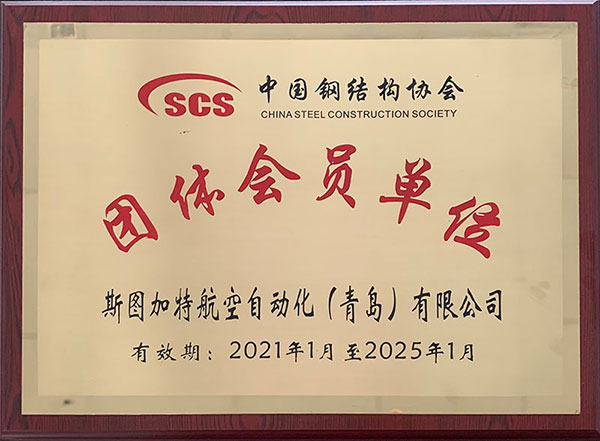 SCS 中国钢结构协会
CHINA STEEL CONSTRUCTION SOCIETY
团体会员单位
斯图加特航空自动化(青岛)有限公司
有效期：2021年1月至2025年1月